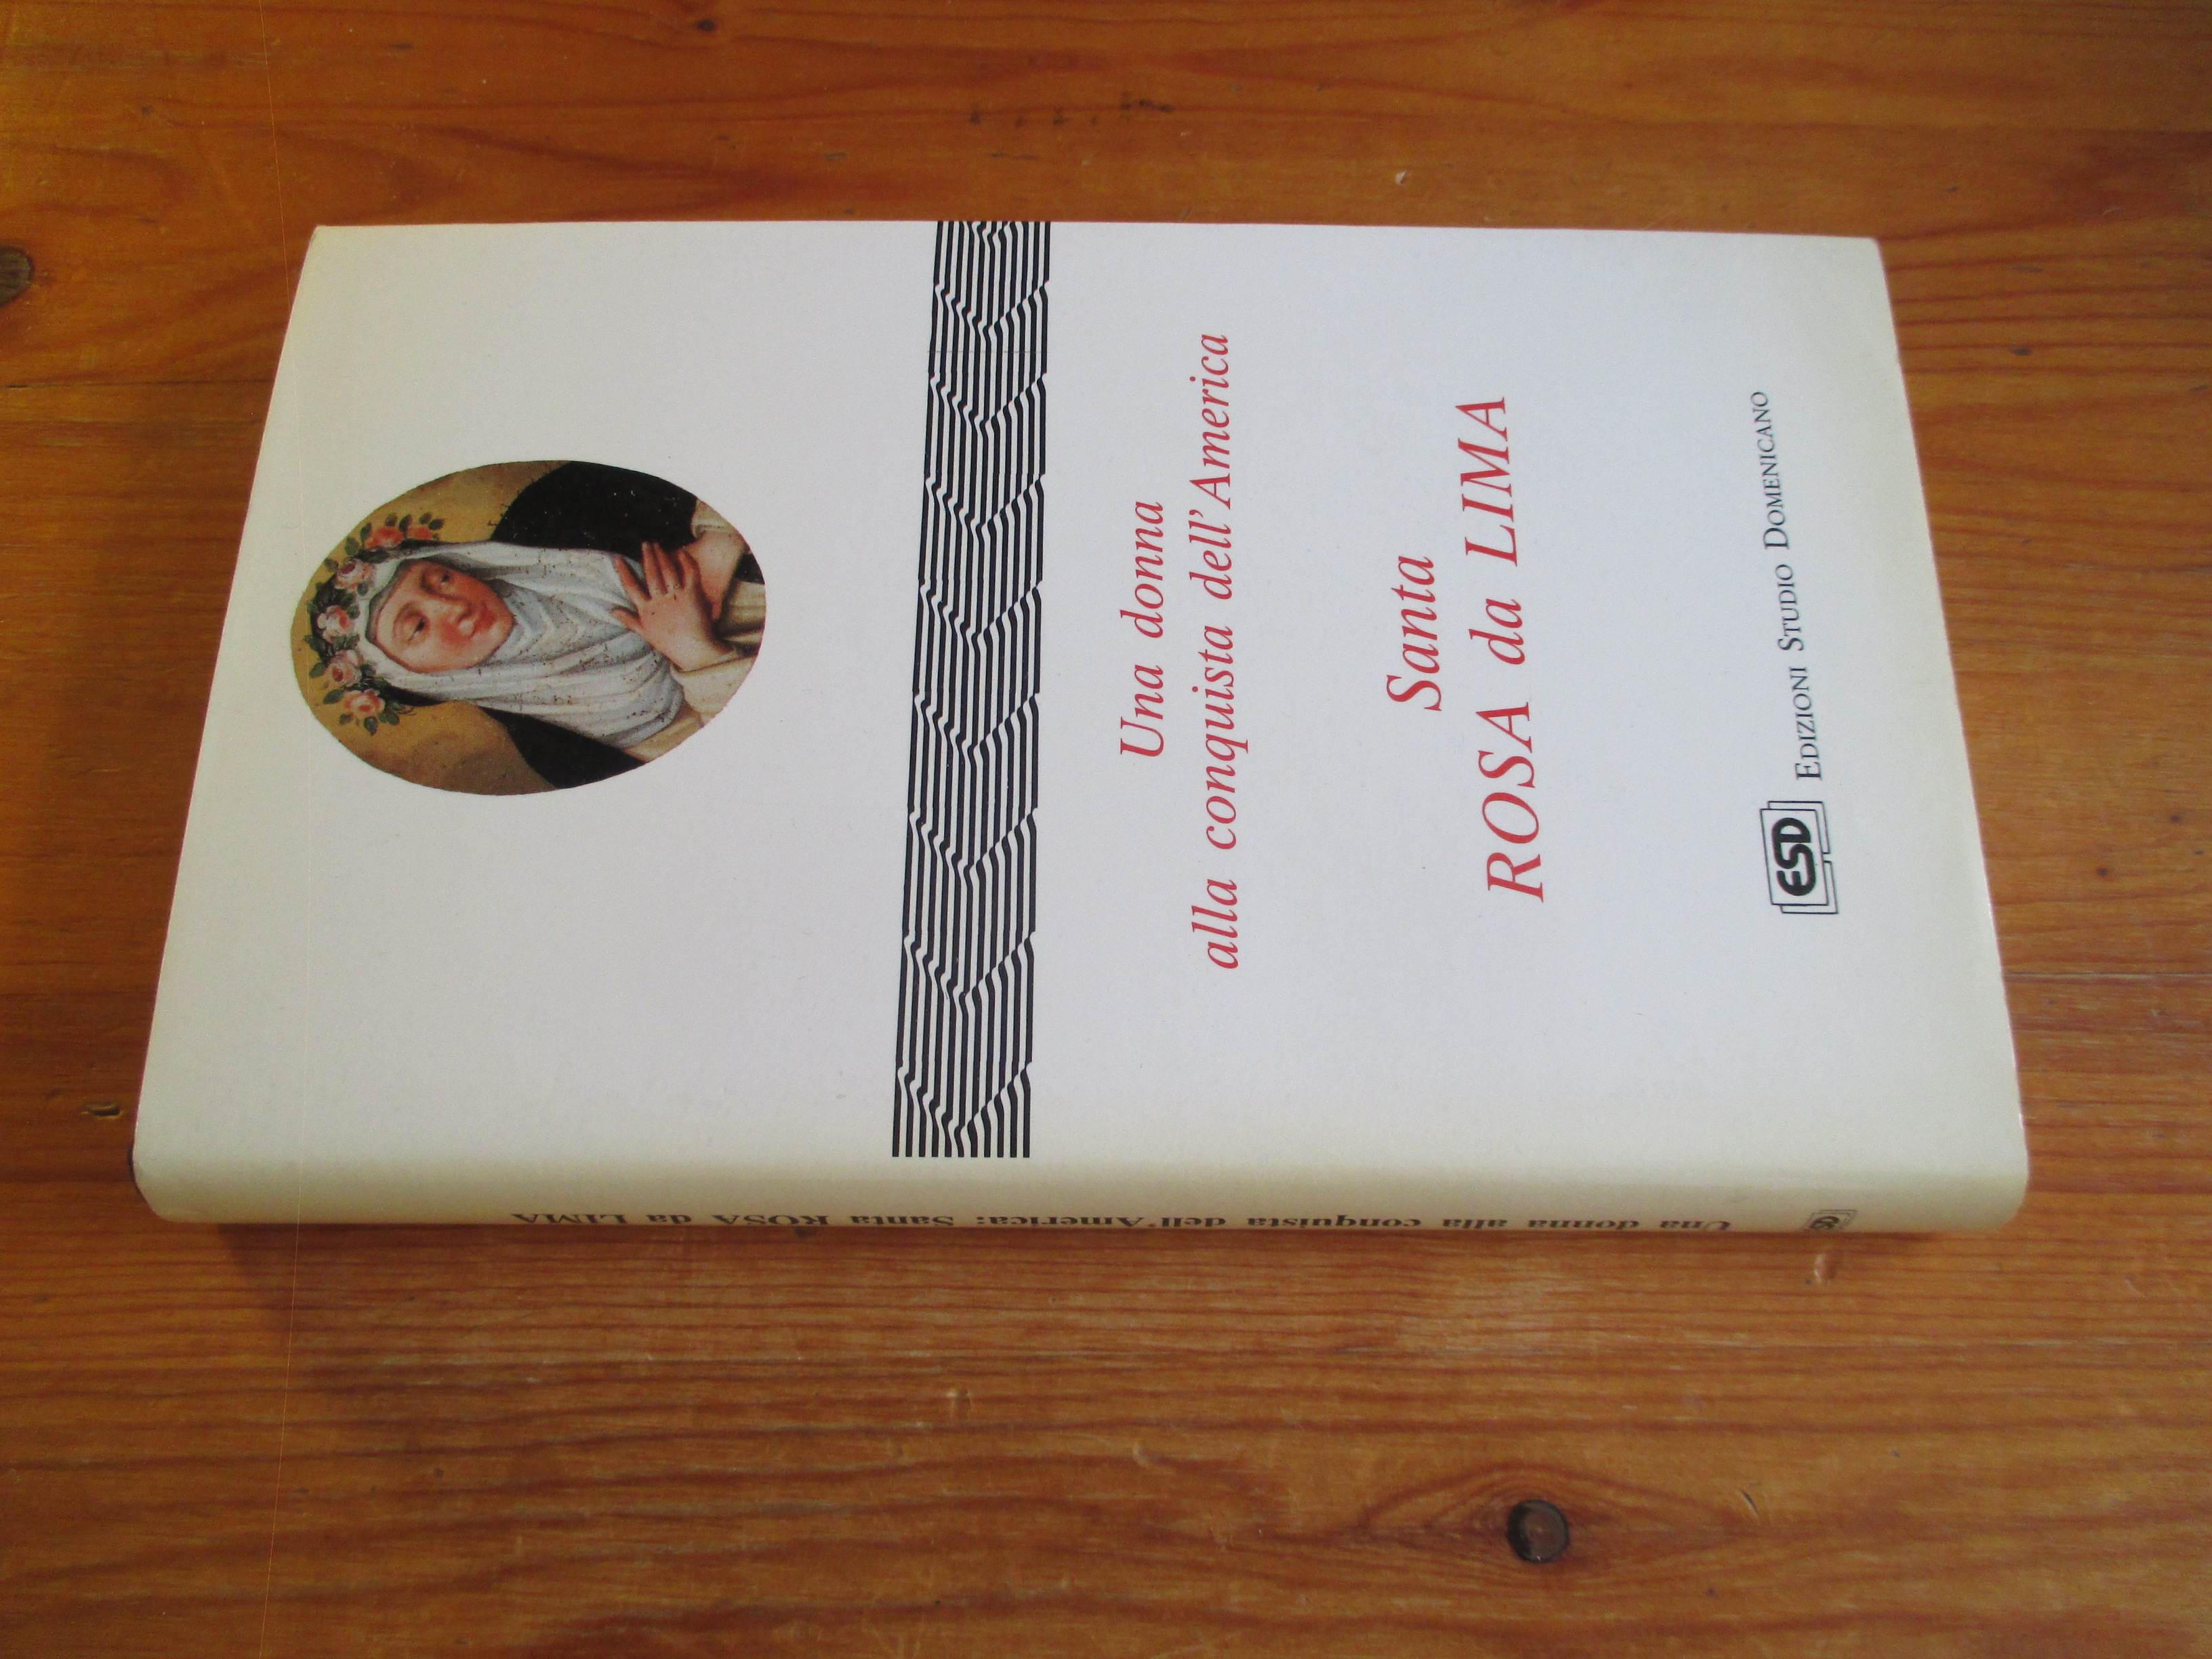 Una donna
alla conquista dell'America
Santa
ROSA da LIMA
ESD
EDIZIONI STUDIO DOMENICANO
Una donna alla conquista dell'America: Santa ROSA da LIMA